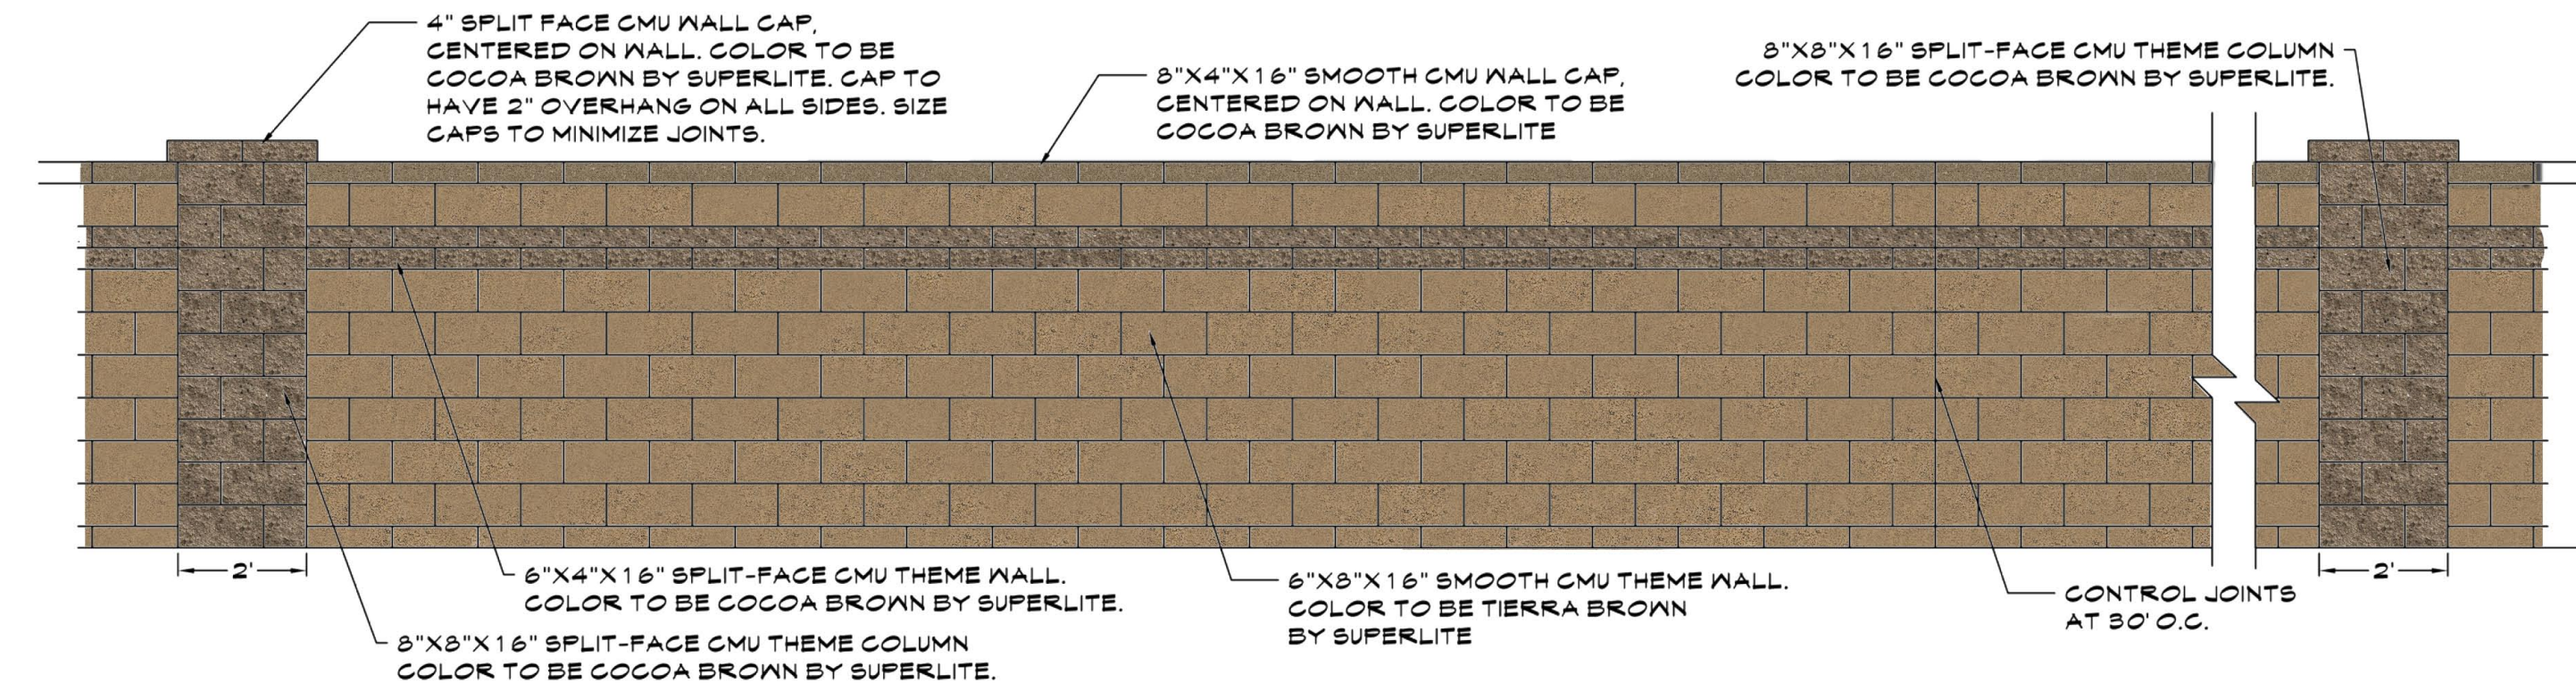 4" SPLIT FACE CMU WALL CAP,
CENTERED ON WALL. COLOR TO BE
COCOA BROWN BY SUPERLITE. CAP TO
HAVE 2" OVERHANG ON ALL SIDES. SIZE
CAPS TO MINIMIZE JOINTS.
8"X4"X16" SMOOTH CMU WALL CAP,
CENTERED ON WALL. COLOR TO BE
COCOA BROWN BY SUPERLITE
8"X8"X16" SPLIT-FACE CMU THEME COLUMN
COLOR TO BE COCOA BROWN BY SUPERLITE.
2'
6"X4"X16" SPLIT-FACE CMU THEME WALL.
COLOR TO BE COCOA BROWN BY SUPERLITE.
8"X8"X16" SPLIT-FACE CMU THEME COLUMN
COLOR TO BE COCOA BROWN BY SUPERLITE.
6"X8"X16" SMOOTH CMU THEME WALL.
COLOR TO BE TIERRA BROWN
BY SUPERLITE
CONTROL JOINTS
AT 30' O.C.
2'